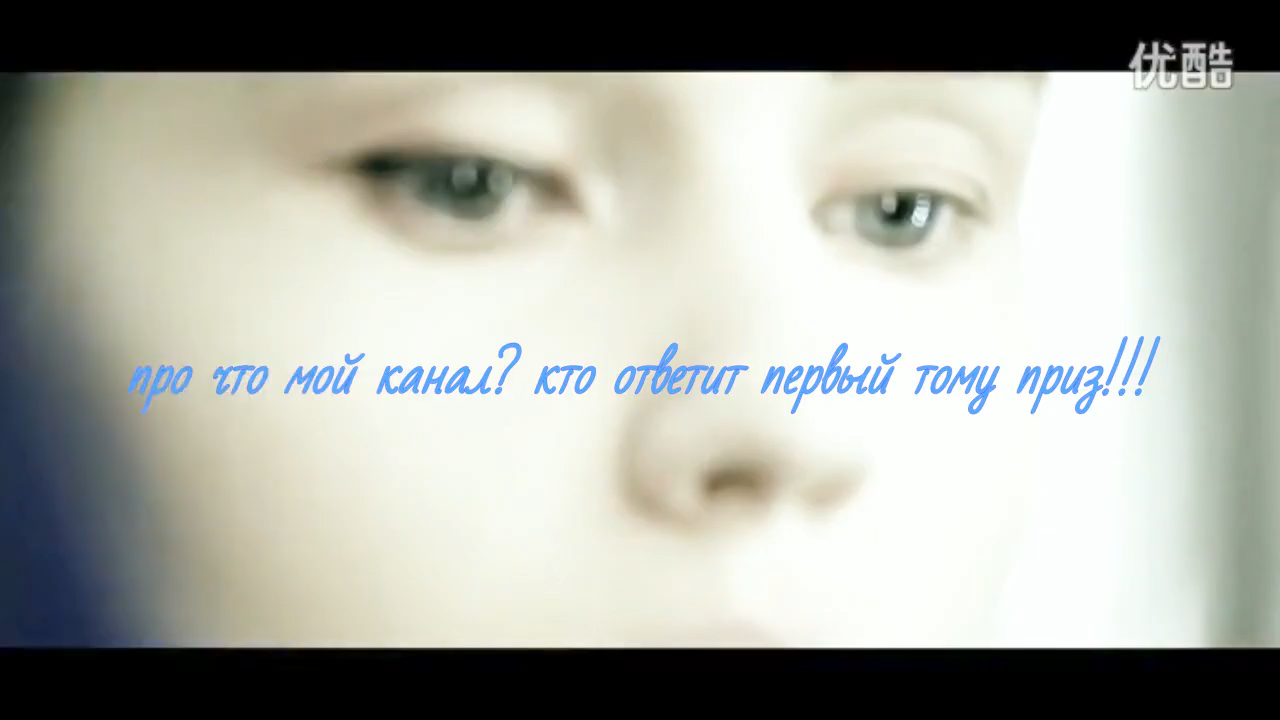 优酷
про что мой канал? кто ответит первый тому приз!!!